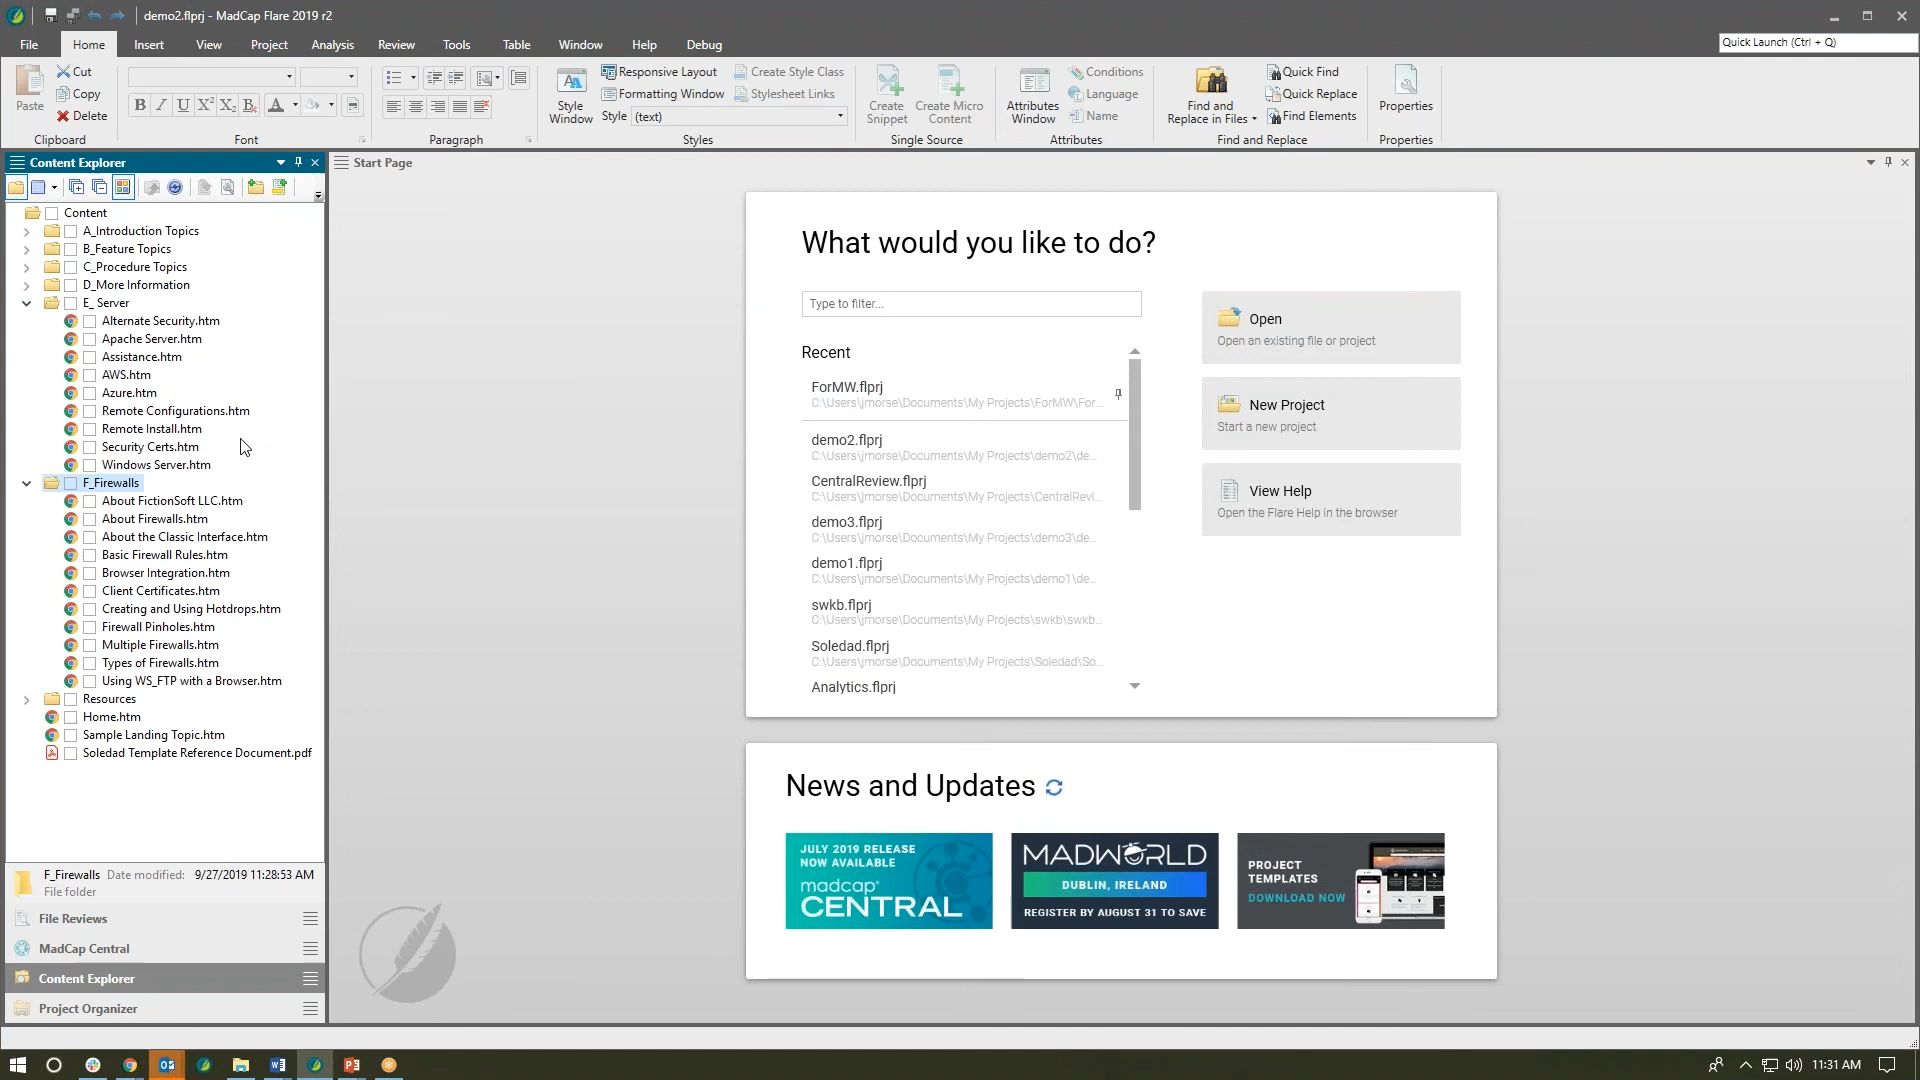 demo2.flprj - MadCap Flare 2019 r2
File Home Insert View Project Analysis Review Tools Table Window Help Debug
Quick Launch (Ctrl + Q)
Paste
Cut
Copy
Delete
Clipboard
B I U X² X₂ B A
Font
Paragraph
Style Window
Responsive Layout
Formatting Window
Create Style Class
Stylesheet Links
Style (text)
Styles
Create Snippet
Create Micro Content
Single Source
Attributes Window
Conditions
Language
Name
Attributes
Find and Replace in Files
Quick Find
Quick Replace
Find Elements
Find and Replace
Properties
Properties
Content Explorer
Content
A_Introduction Topics
B_Feature Topics
C_Procedure Topics
D_More Information
E_ Server
Alternate Security.htm
Apache Server.htm
Assistance.htm
AWS.htm
Azure.htm
Remote Configurations.htm
Remote Install.htm
Security Certs.htm
Windows Server.htm
F_Firewalls
About FictionSoft LLC.htm
About Firewalls.htm
About the Classic Interface.htm
Basic Firewall Rules.htm
Browser Integration.htm
Client Certificates.htm
Creating and Using Hotdrops.htm
Firewall Pinholes.htm
Multiple Firewalls.htm
Types of Firewalls.htm
Using WS_FTP with a Browser.htm
Resources
Home.htm
Sample Landing Topic.htm
Soledad Template Reference Document.pdf
F_Firewalls Date modified: 9/27/2019 11:28:53 AM
File folder
File Reviews
MadCap Central
Content Explorer
Project Organizer
Start Page
What would you like to do?
Type to filter...
Recent
ForMW.flprj
C:\Users\jmorse\Documents\My Projects\ForMW\For...
demo2.flprj
C:\Users\jmorse\Documents\My Projects\demo2\de...
CentralReview.flprj
C:\Users\jmorse\Documents\My Projects\CentralRevi...
demo3.flprj
C:\Users\jmorse\Documents\My Projects\demo3\de...
demo1.flprj
C:\Users\jmorse\Documents\My Projects\demo1\de...
swkb.flprj
C:\Users\jmorse\Documents\My Projects\swkb\swkb...
Soledad.flprj
C:\Users\jmorse\Documents\My Projects\Soledad\So...
Analytics.flprj
Open
Open an existing file or project
New Project
Start a new project
View Help
Open the Flare Help in the browser
News and Updates
JULY 2019 RELEASE
NOW AVAILABLE
madcap®
CENTRAL
MADWORLD
DUBLIN, IRELAND
REGISTER BY AUGUST 31 TO SAVE
PROJECT
TEMPLATES
DOWNLOAD NOW
11:31 AM